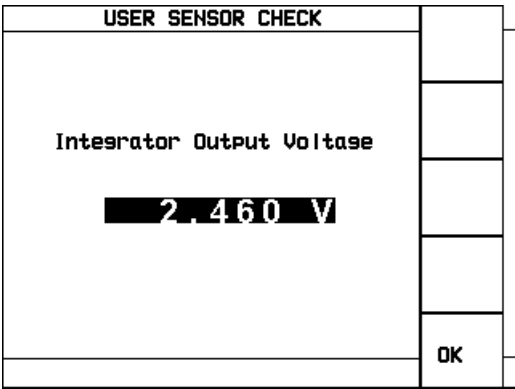 USER SENSOR CHECK
Integrator Output Voltage
2.460 V
OK